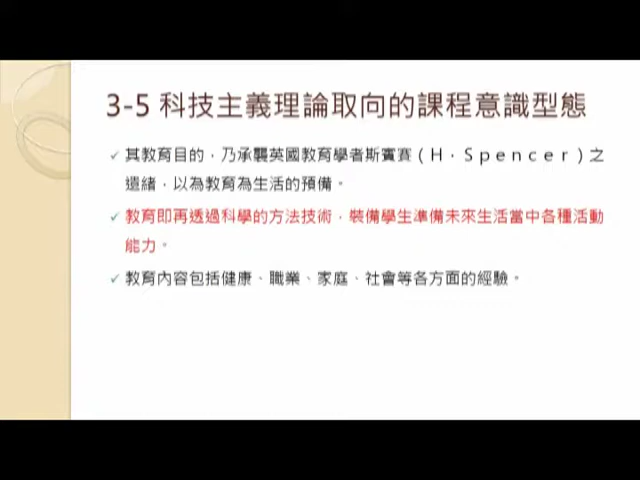 3-5 科技主義理論取向的課程意識型態
✓ 其教育目的，乃承襲英國教育學者斯賓賽（H．Spencer）之
遺緒，以為教育為生活的預備。
✓ 教育即再透過科學的方法技術，裝備學生準備未來生活當中各種活動
能力。
✓ 教育內容包括健康、職業、家庭、社會等各方面的經驗。